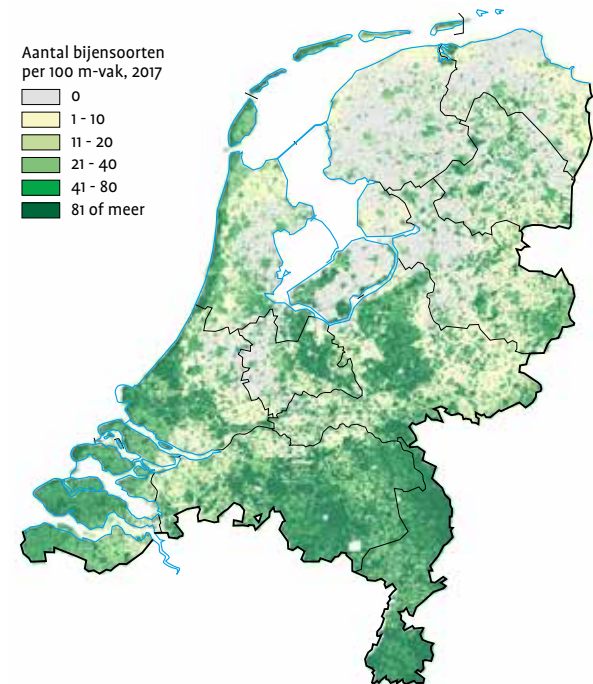 Aantal bijensoorten
per 100 m-vak, 2017
0
1 - 10
11 - 20
21 - 40
41 - 80
81 of meer